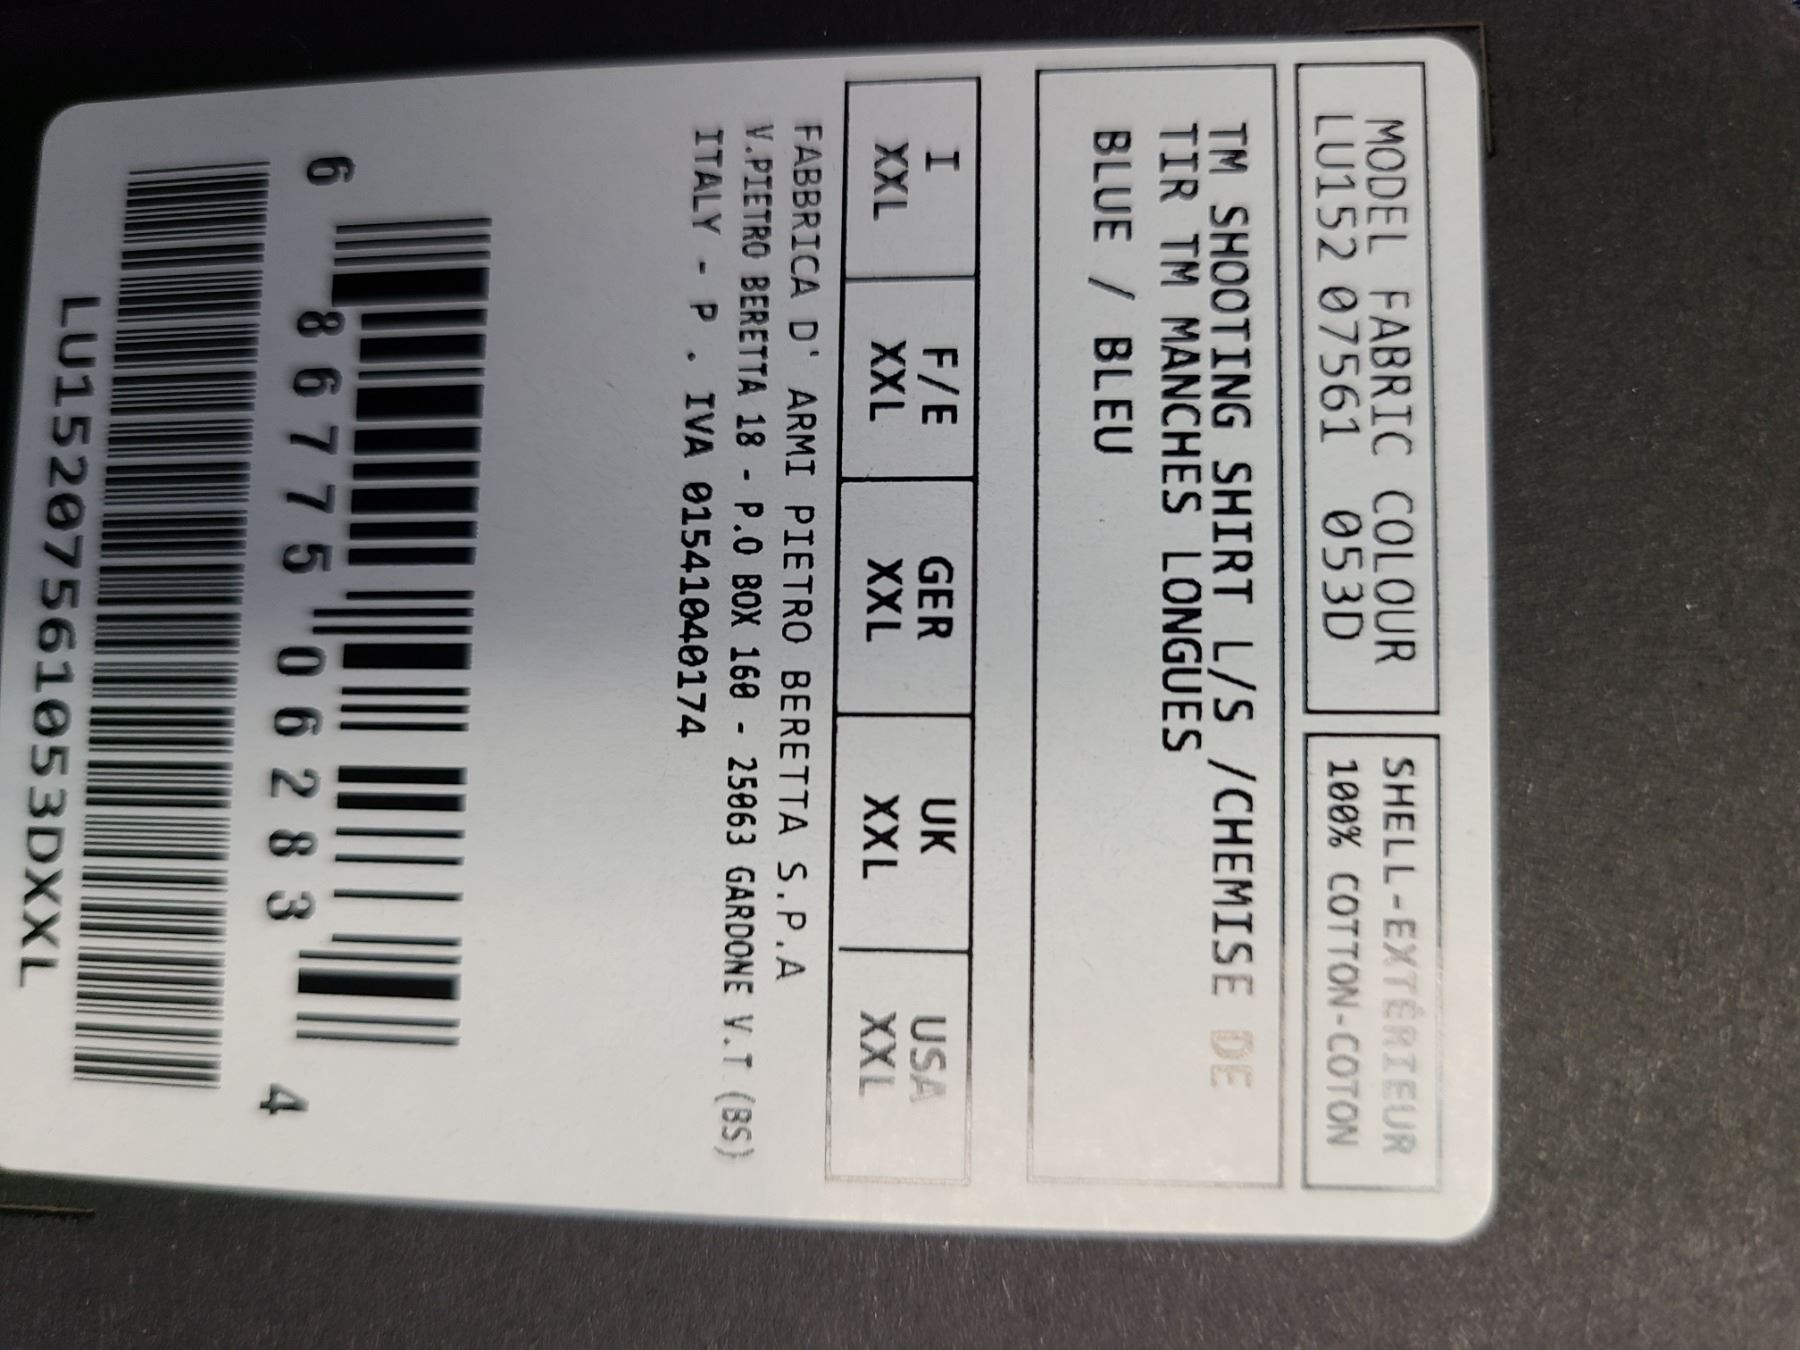 MODEL FABRIC COLOUR
LU152 07561 053D
SHELL-EXTÉRIEUR
100% COTTON-COTON
TM SHOOTING SHIRT L/S /CHEMISE DE
TIR TM MANCHES LONGUES
BLUE / BLEU
I F/E GER UK USA
XXL XXL XXL XXL XXL
FABBRICA D' ARMI PIETRO BERETTA S.P.A
V.PIETRO BERETTA 18 - P.O BOX 160 - 25063 GARDONE V.T (BS)
ITALY - P . IVA 01541040174
6 86775 06283 4
LU15207561053DXXL